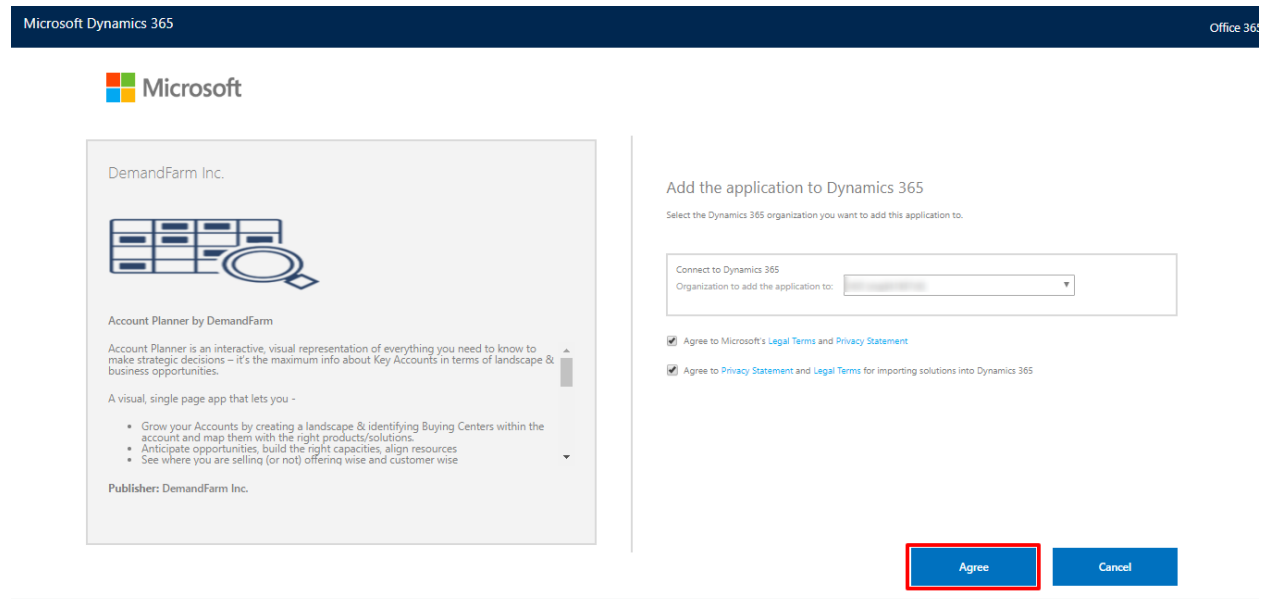 Microsoft Dynamics 365
Office 365
Microsoft
DemandFarm Inc.
Account Planner by DemandFarm
Account Planner is an interactive, visual representation of everything you need to know to
make strategic decisions – it's the maximum info about Key Accounts in terms of landscape &
business opportunities.
A visual, single page app that lets you -
• Grow your Accounts by creating a landscape & identifying Buying Centers within the
account and map them with the right products/solutions.
• Anticipate opportunities, build the right capacities, align resources
• See where you are selling (or not) offering wise and customer wise
Publisher: DemandFarm Inc.
Add the application to Dynamics 365
Select the Dynamics 365 organization you want to add this application to.
Connect to Dynamics 365
Organization to add the application to:
Agree to Microsoft's Legal Terms and Privacy Statement
Agree to Privacy Statement and Legal Terms for importing solutions into Dynamics 365
Agree
Cancel